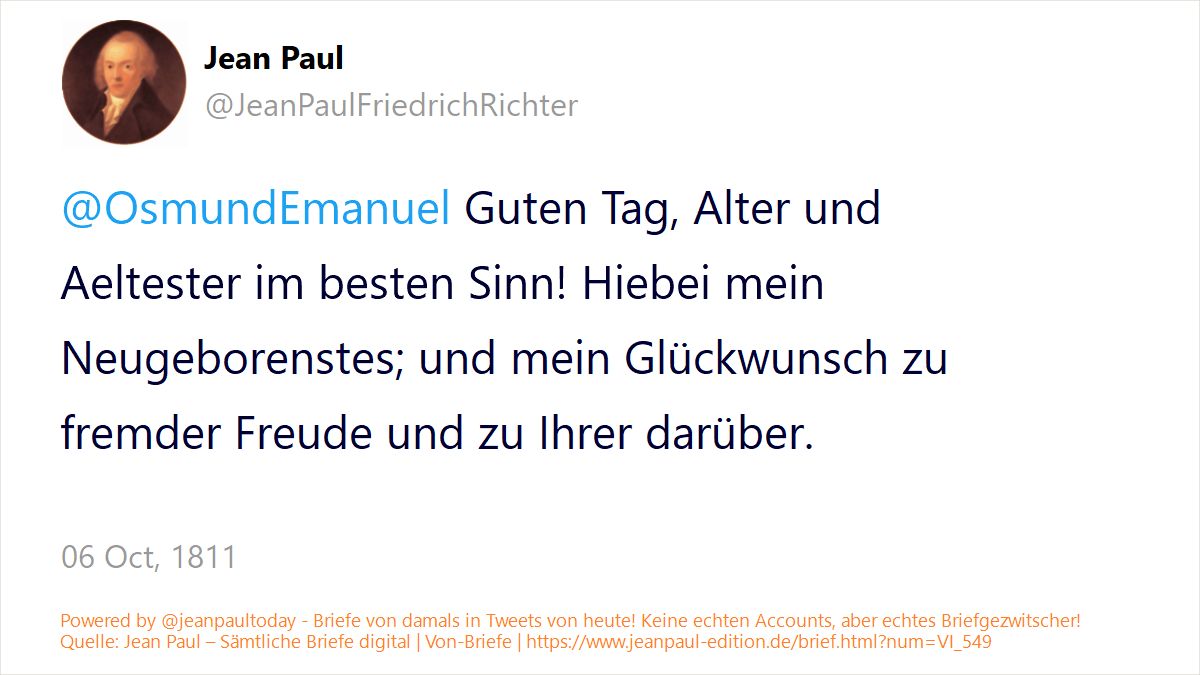 Jean Paul
@JeanPaulFriedrichRichter
@OsmundEmanuel Guten Tag, Alter und
Aeltester im besten Sinn! Hiebei mein
Neugeborenstes; und mein Glückwunsch zu
fremder Freude und zu Ihrer darüber.
06 Oct, 1811
Powered by @jeanpaultoday - Briefe von damals in Tweets von heute! Keine echten Accounts, aber echtes Briefgezwitscher!
Quelle: Jean Paul – Sämtliche Briefe digital | Von-Briefe | https://www.jeanpaul-edition.de/brief.html?num=VI_549